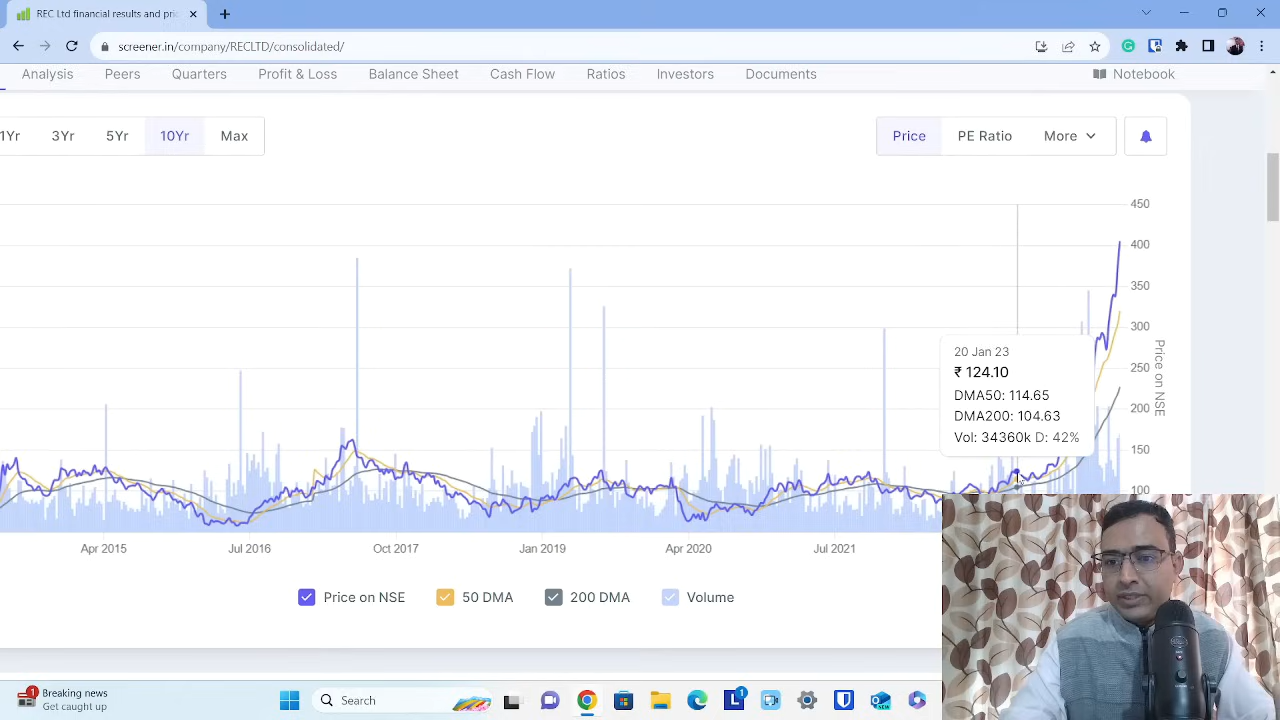 REC Ltd financial results and pric
screener.in/company/RECLTD/consolidated/
Analysis Peers Quarters Profit & Loss Balance Sheet Cash Flow Ratios Investors Documents Notebook
1Yr 3Yr 5Yr 10Yr Max Price PE Ratio More
450
400
350
300
250
200
150
100
Price on NSE
20 Jan 23
₹ 124.10
DMA50: 114.65
DMA200: 104.63
Vol: 34360k D: 42%
Apr 2015 Jul 2016 Oct 2017 Jan 2019 Apr 2020 Jul 2021
Price on NSE 50 DMA 200 DMA Volume
1
Breaking news
Get caught up
Search